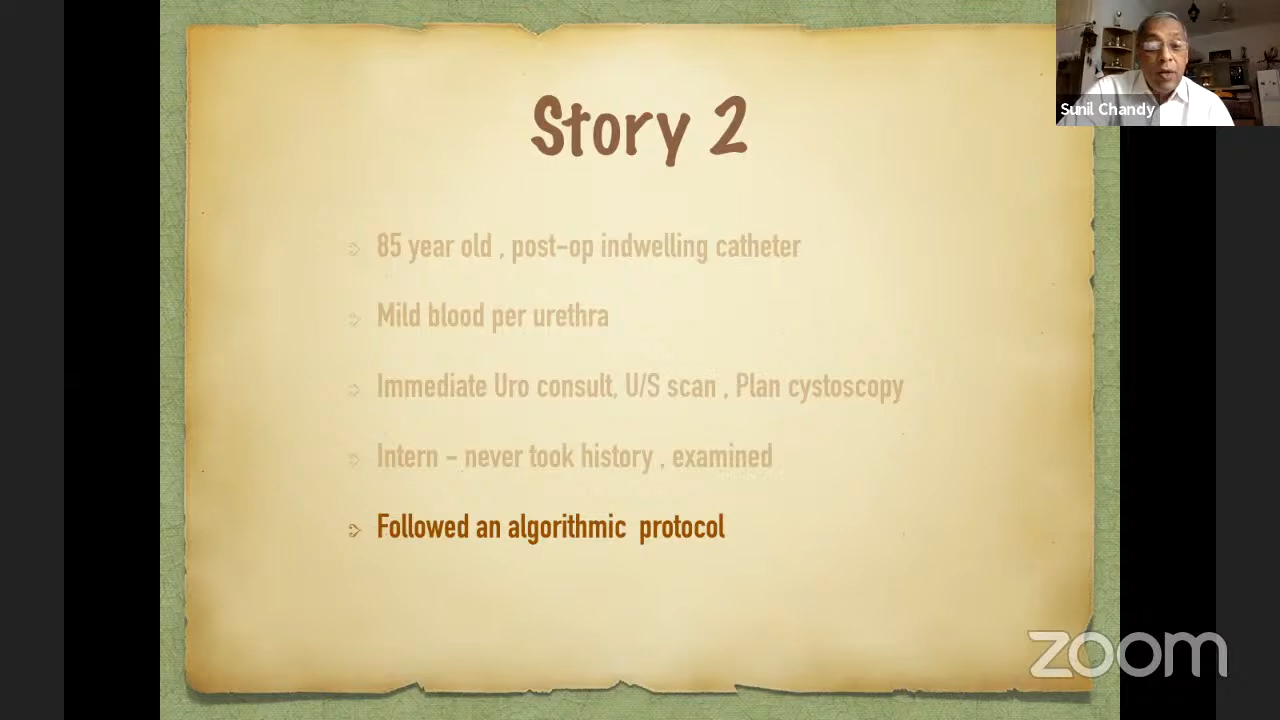 Story 2
Sunil Chandy
85 year old , post-op indwelling catheter
Mild blood per urethra
Immediate Uro consult, U/S scan , Plan cystoscopy
Intern - never took history , examined
Followed an algorithmic protocol
zoom